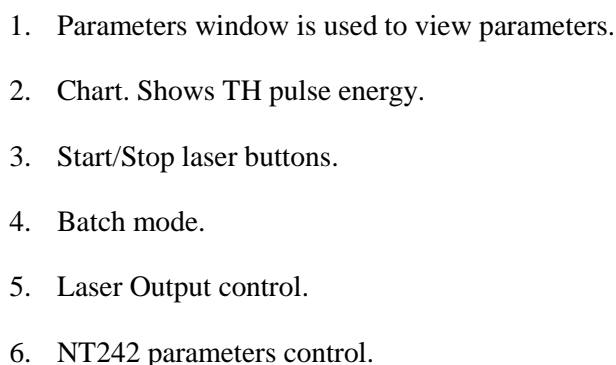 1. Parameters window is used to view parameters.
2. Chart. Shows TH pulse energy.
3. Start/Stop laser buttons.
4. Batch mode.
5. Laser Output control.
6. NT242 parameters control.